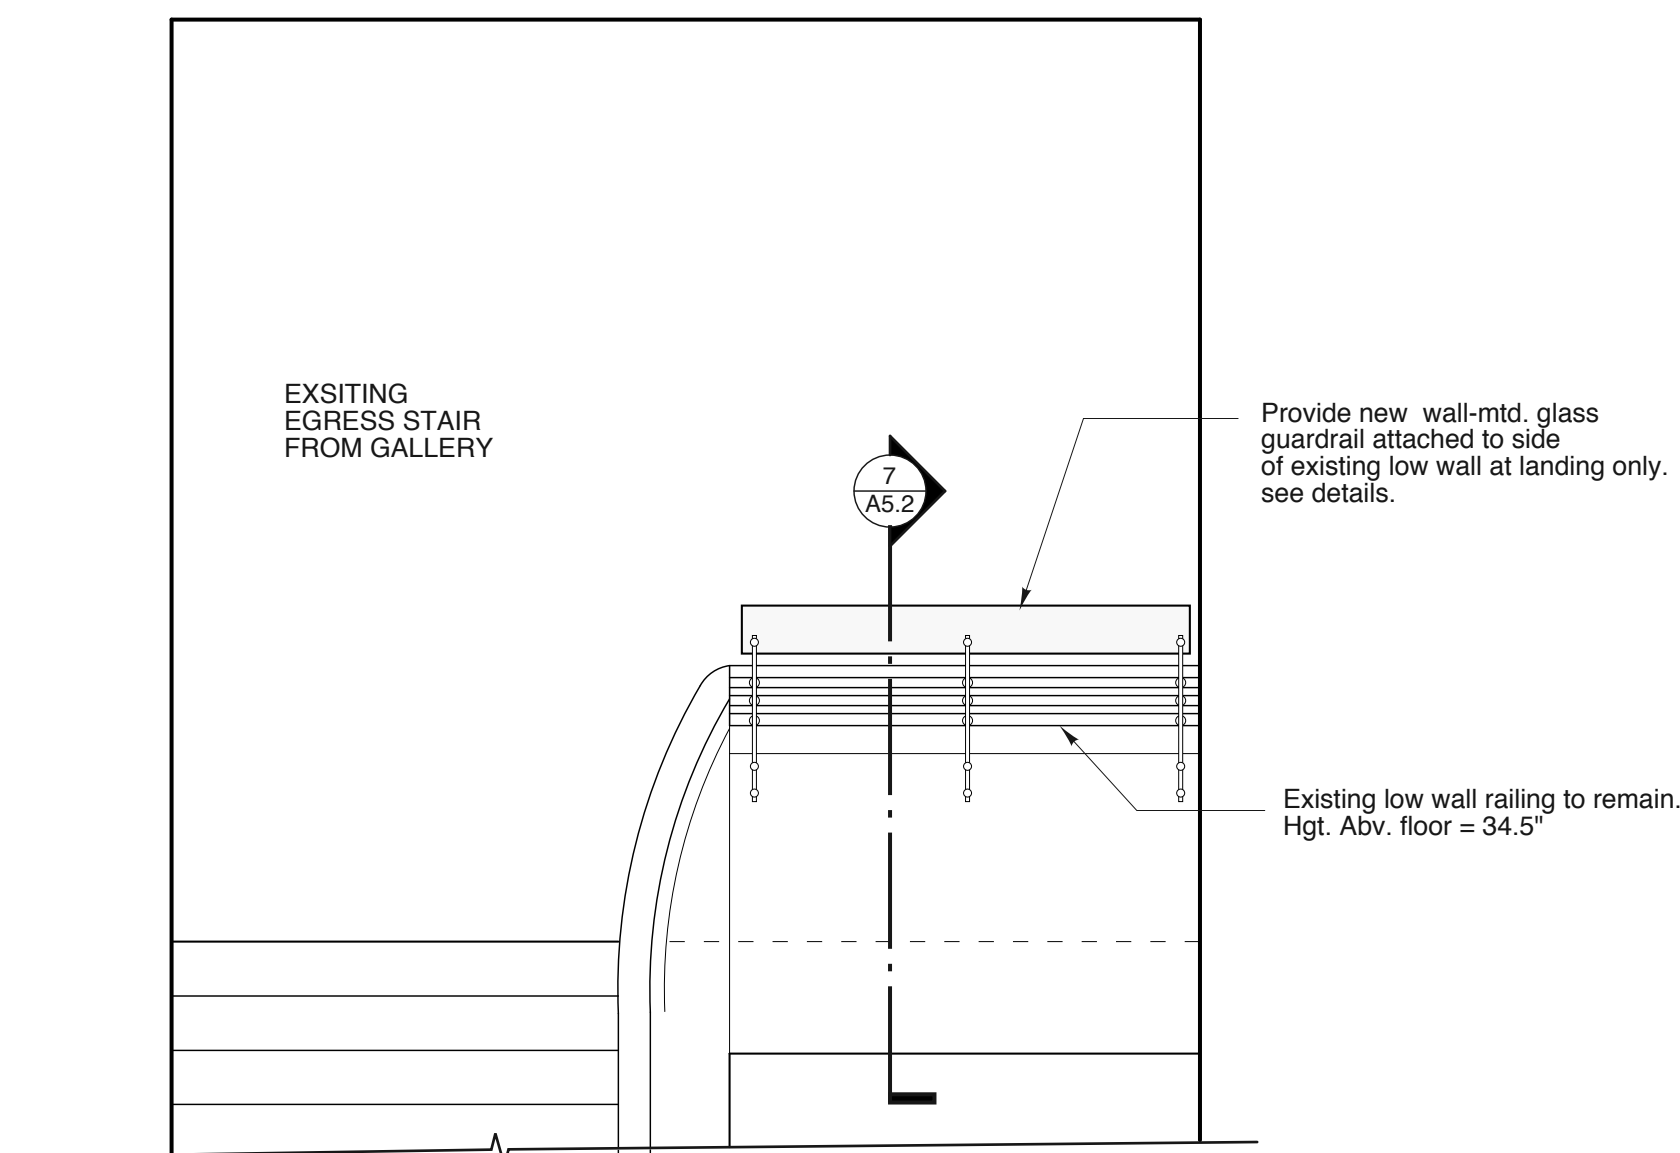 EXSITING
EGRESS STAIR
FROM GALLERY
7
A5.2
Provide new  wall-mtd. glass
guardrail attached to side
of existing low wall at landing only.
see details.
Existing low wall railing to remain.
Hgt. Abv. floor = 34.5"